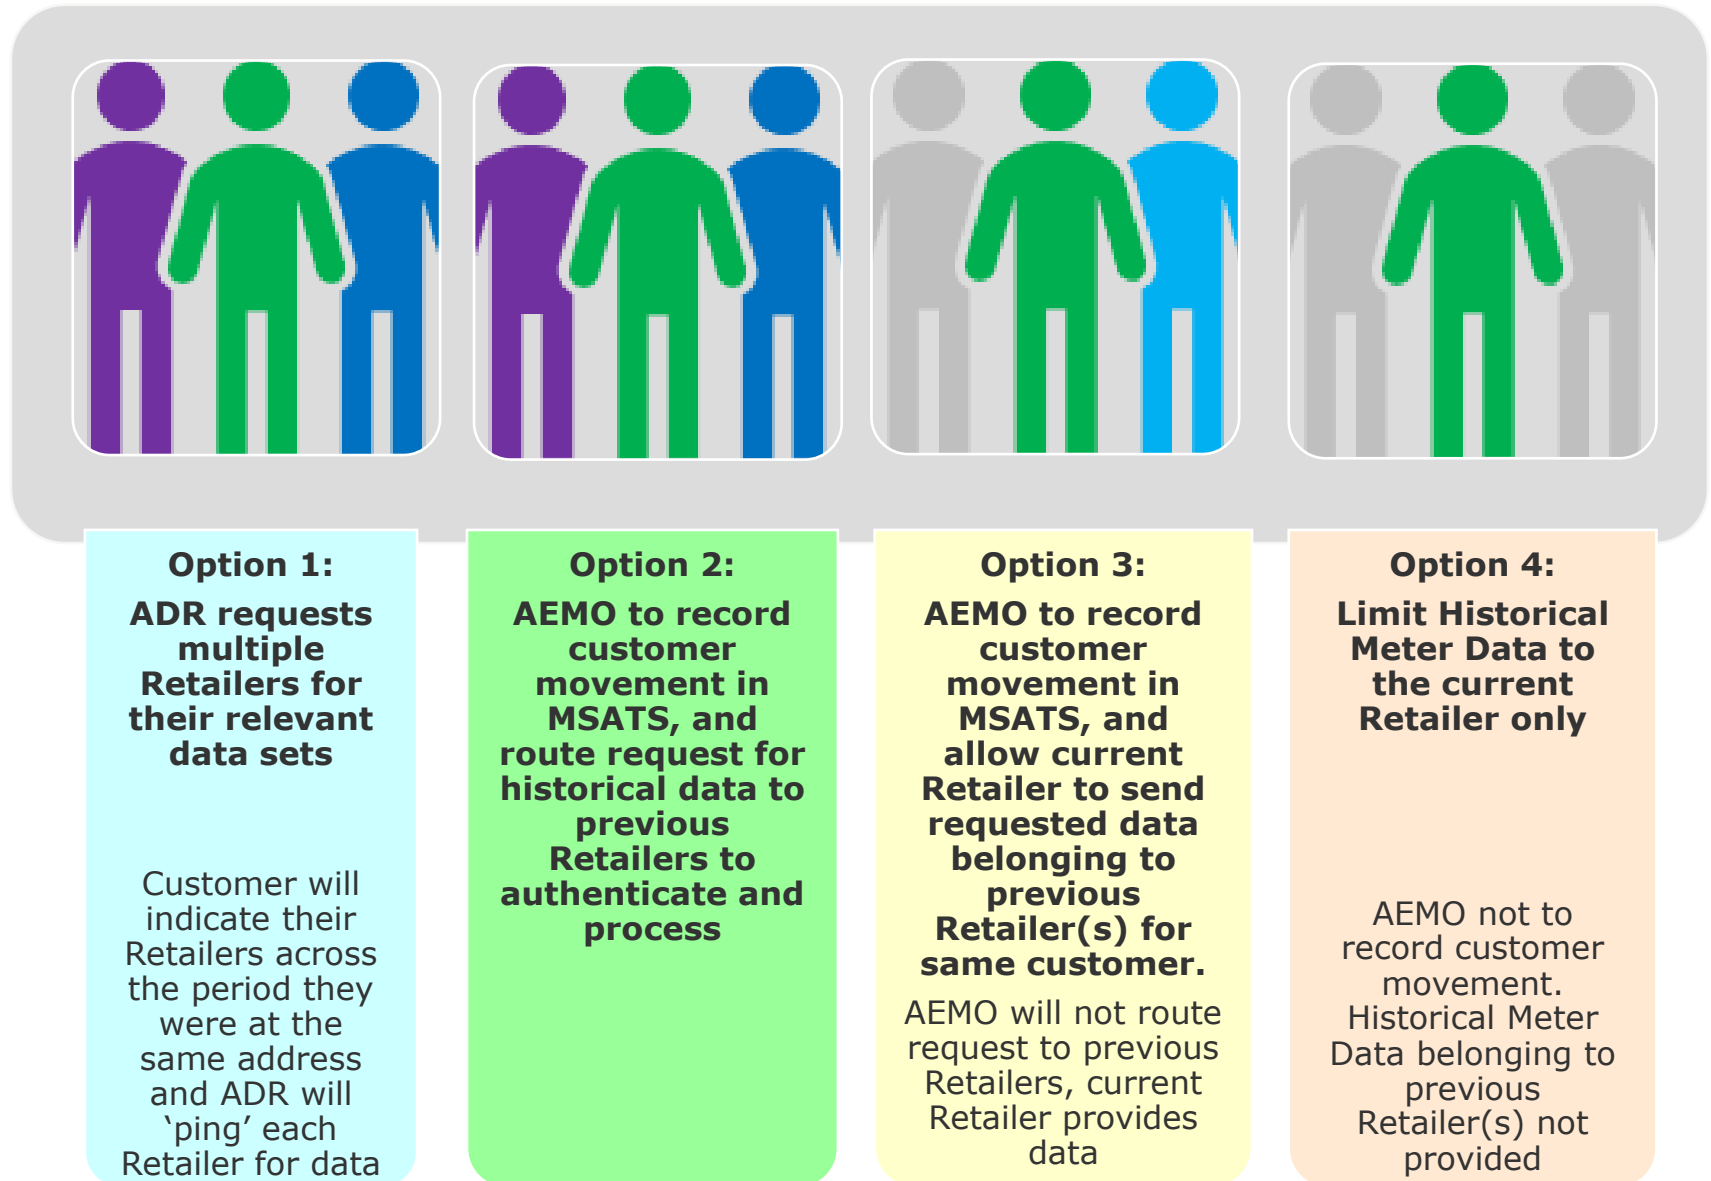 Option 1:
ADR requests
multiple
Retailers for
their relevant
data sets
Customer will
indicate their
Retailers across
the period they
were at the
same address
and ADR will
‘ping’ each
Retailer for data
Option 2:
AEMO to record
customer
movement in
MSATS, and
route request for
historical data to
previous
Retailers to
authenticate and
process
Option 3:
AEMO to record
customer
movement in
MSATS, and
allow current
Retailer to send
requested data
belonging to
previous
Retailer(s) for
same customer.
AEMO will not route
request to previous
Retailers, current
Retailer provides
data
Option 4:
Limit Historical
Meter Data to
the current
Retailer only
AEMO not to
record customer
movement.
Historical Meter
Data belonging to
previous
Retailer(s) not
provided